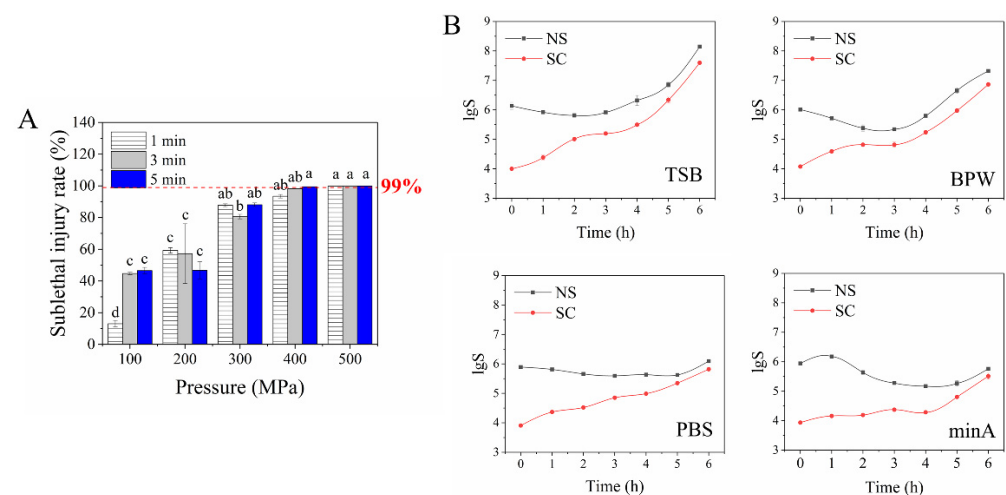 A
Sublethal injury rate (%)
140
120
100
80
60
40
20
0
1 min
3 min
5 min
99%
d c c
c c c
ab b ab
ab ab a
a a a
100 200 300 400 500
Pressure (MPa)
B
lgS
9
8
7
6
5
4
3
NS
SC
TSB
0 1 2 3 4 5 6
Time (h)
lgS
9
8
7
6
5
4
3
NS
SC
BPW
0 1 2 3 4 5 6
Time (h)
lgS
9
8
7
6
5
4
3
NS
SC
PBS
0 1 2 3 4 5 6
Time (h)
lgS
9
8
7
6
5
4
3
NS
SC
minA
0 1 2 3 4 5 6
Time (h)